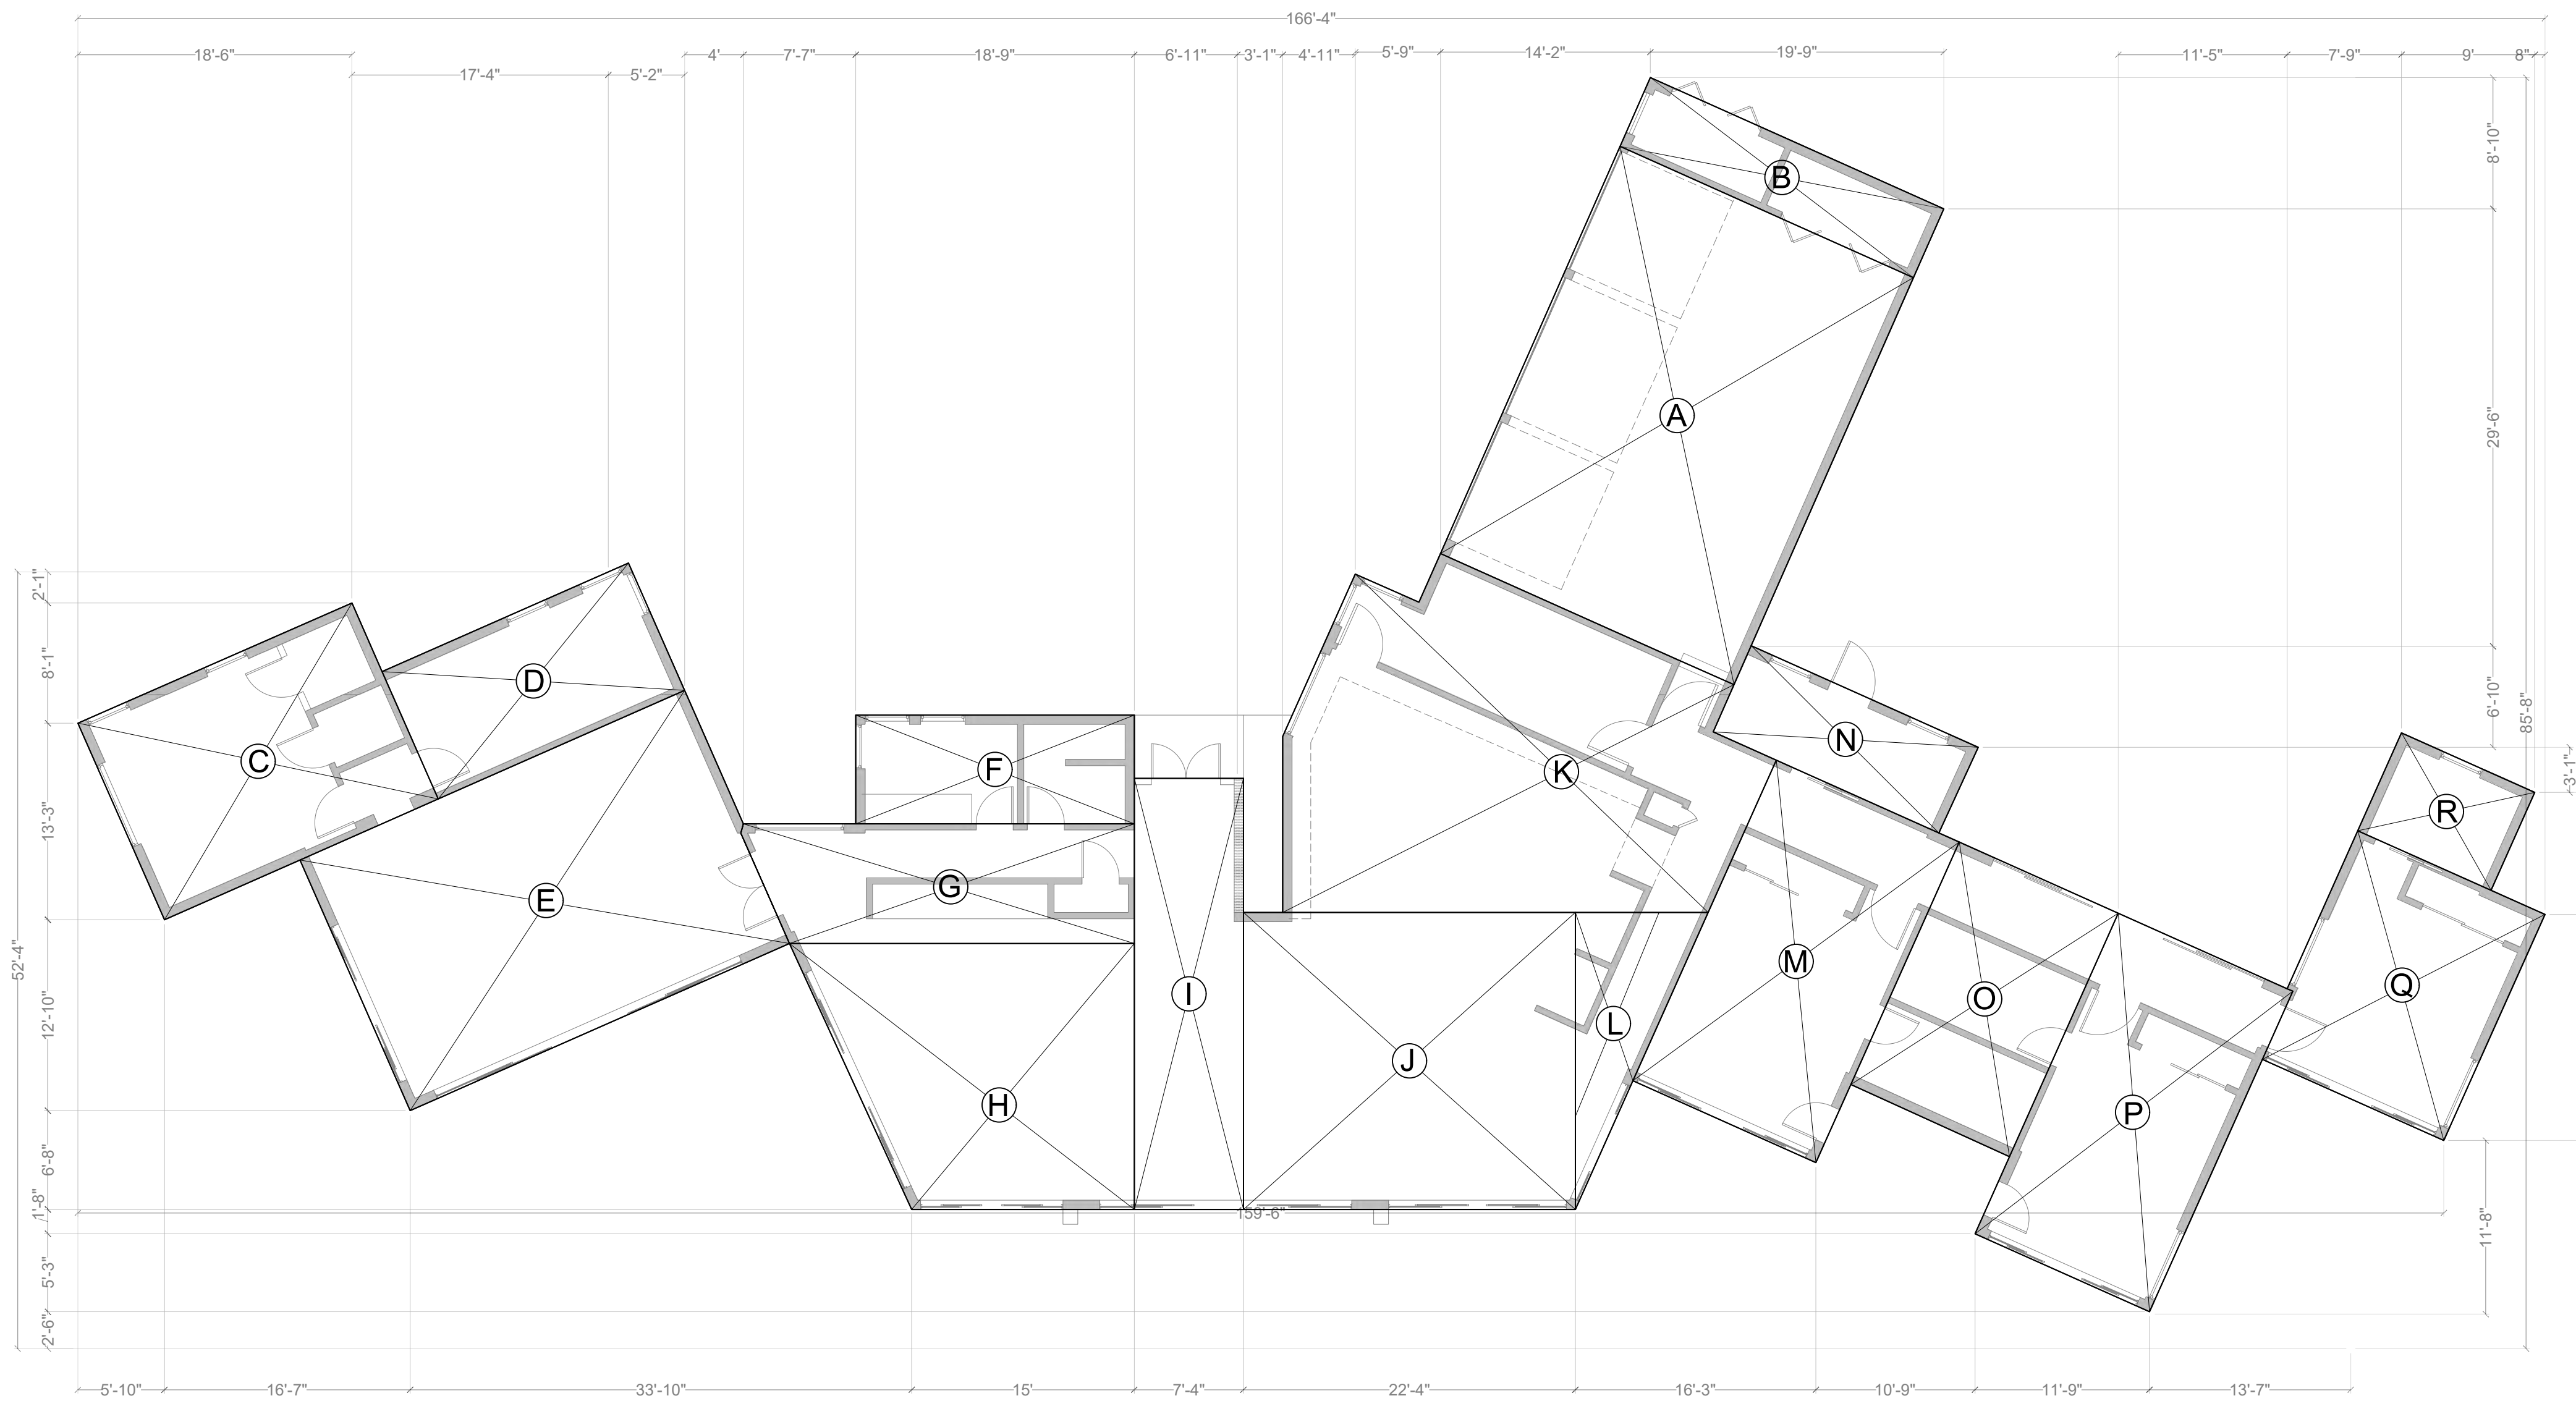 166'-4"
18'-6" 4' 7'-7" 18'-9" 6'-11" 3'-1" 4'-11" 5'-9" 14'-2" 19'-9" 11'-5" 7'-9" 9' 8"
17'-4" 5'-2"
8'-10"
B
A
29'-6"
2'-1"
8'-1"
D
6'-10"
85'-8"
N
C
F
K
3'-1"
R
13'-3"
G
E
52'-4"
M
Q
I
O
12'-10"
L
J
H
P
6'-8"
1'-8"
159'-6"
11'-8"
5'-3"
2'-6"
5'-10" 16'-7" 33'-10" 15' 7'-4" 22'-4" 16'-3" 10'-9" 11'-9" 13'-7"